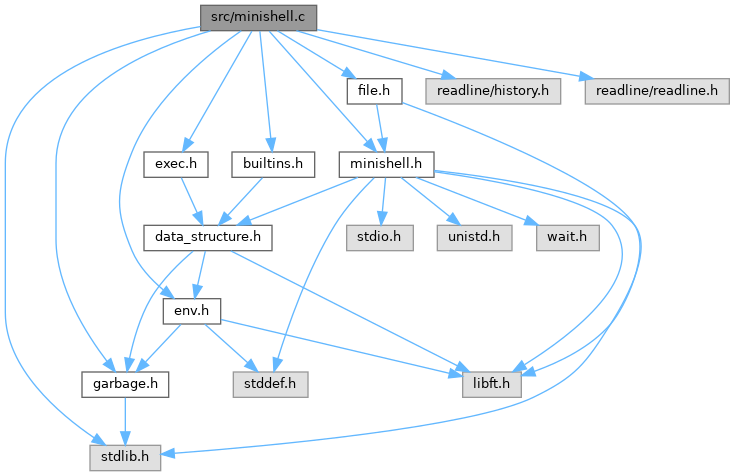 src/minishell.c
file.h
readline/history.h
readline/readline.h
exec.h
builtins.h
minishell.h
data_structure.h
stdio.h
unistd.h
wait.h
env.h
garbage.h
stddef.h
libft.h
stdlib.h